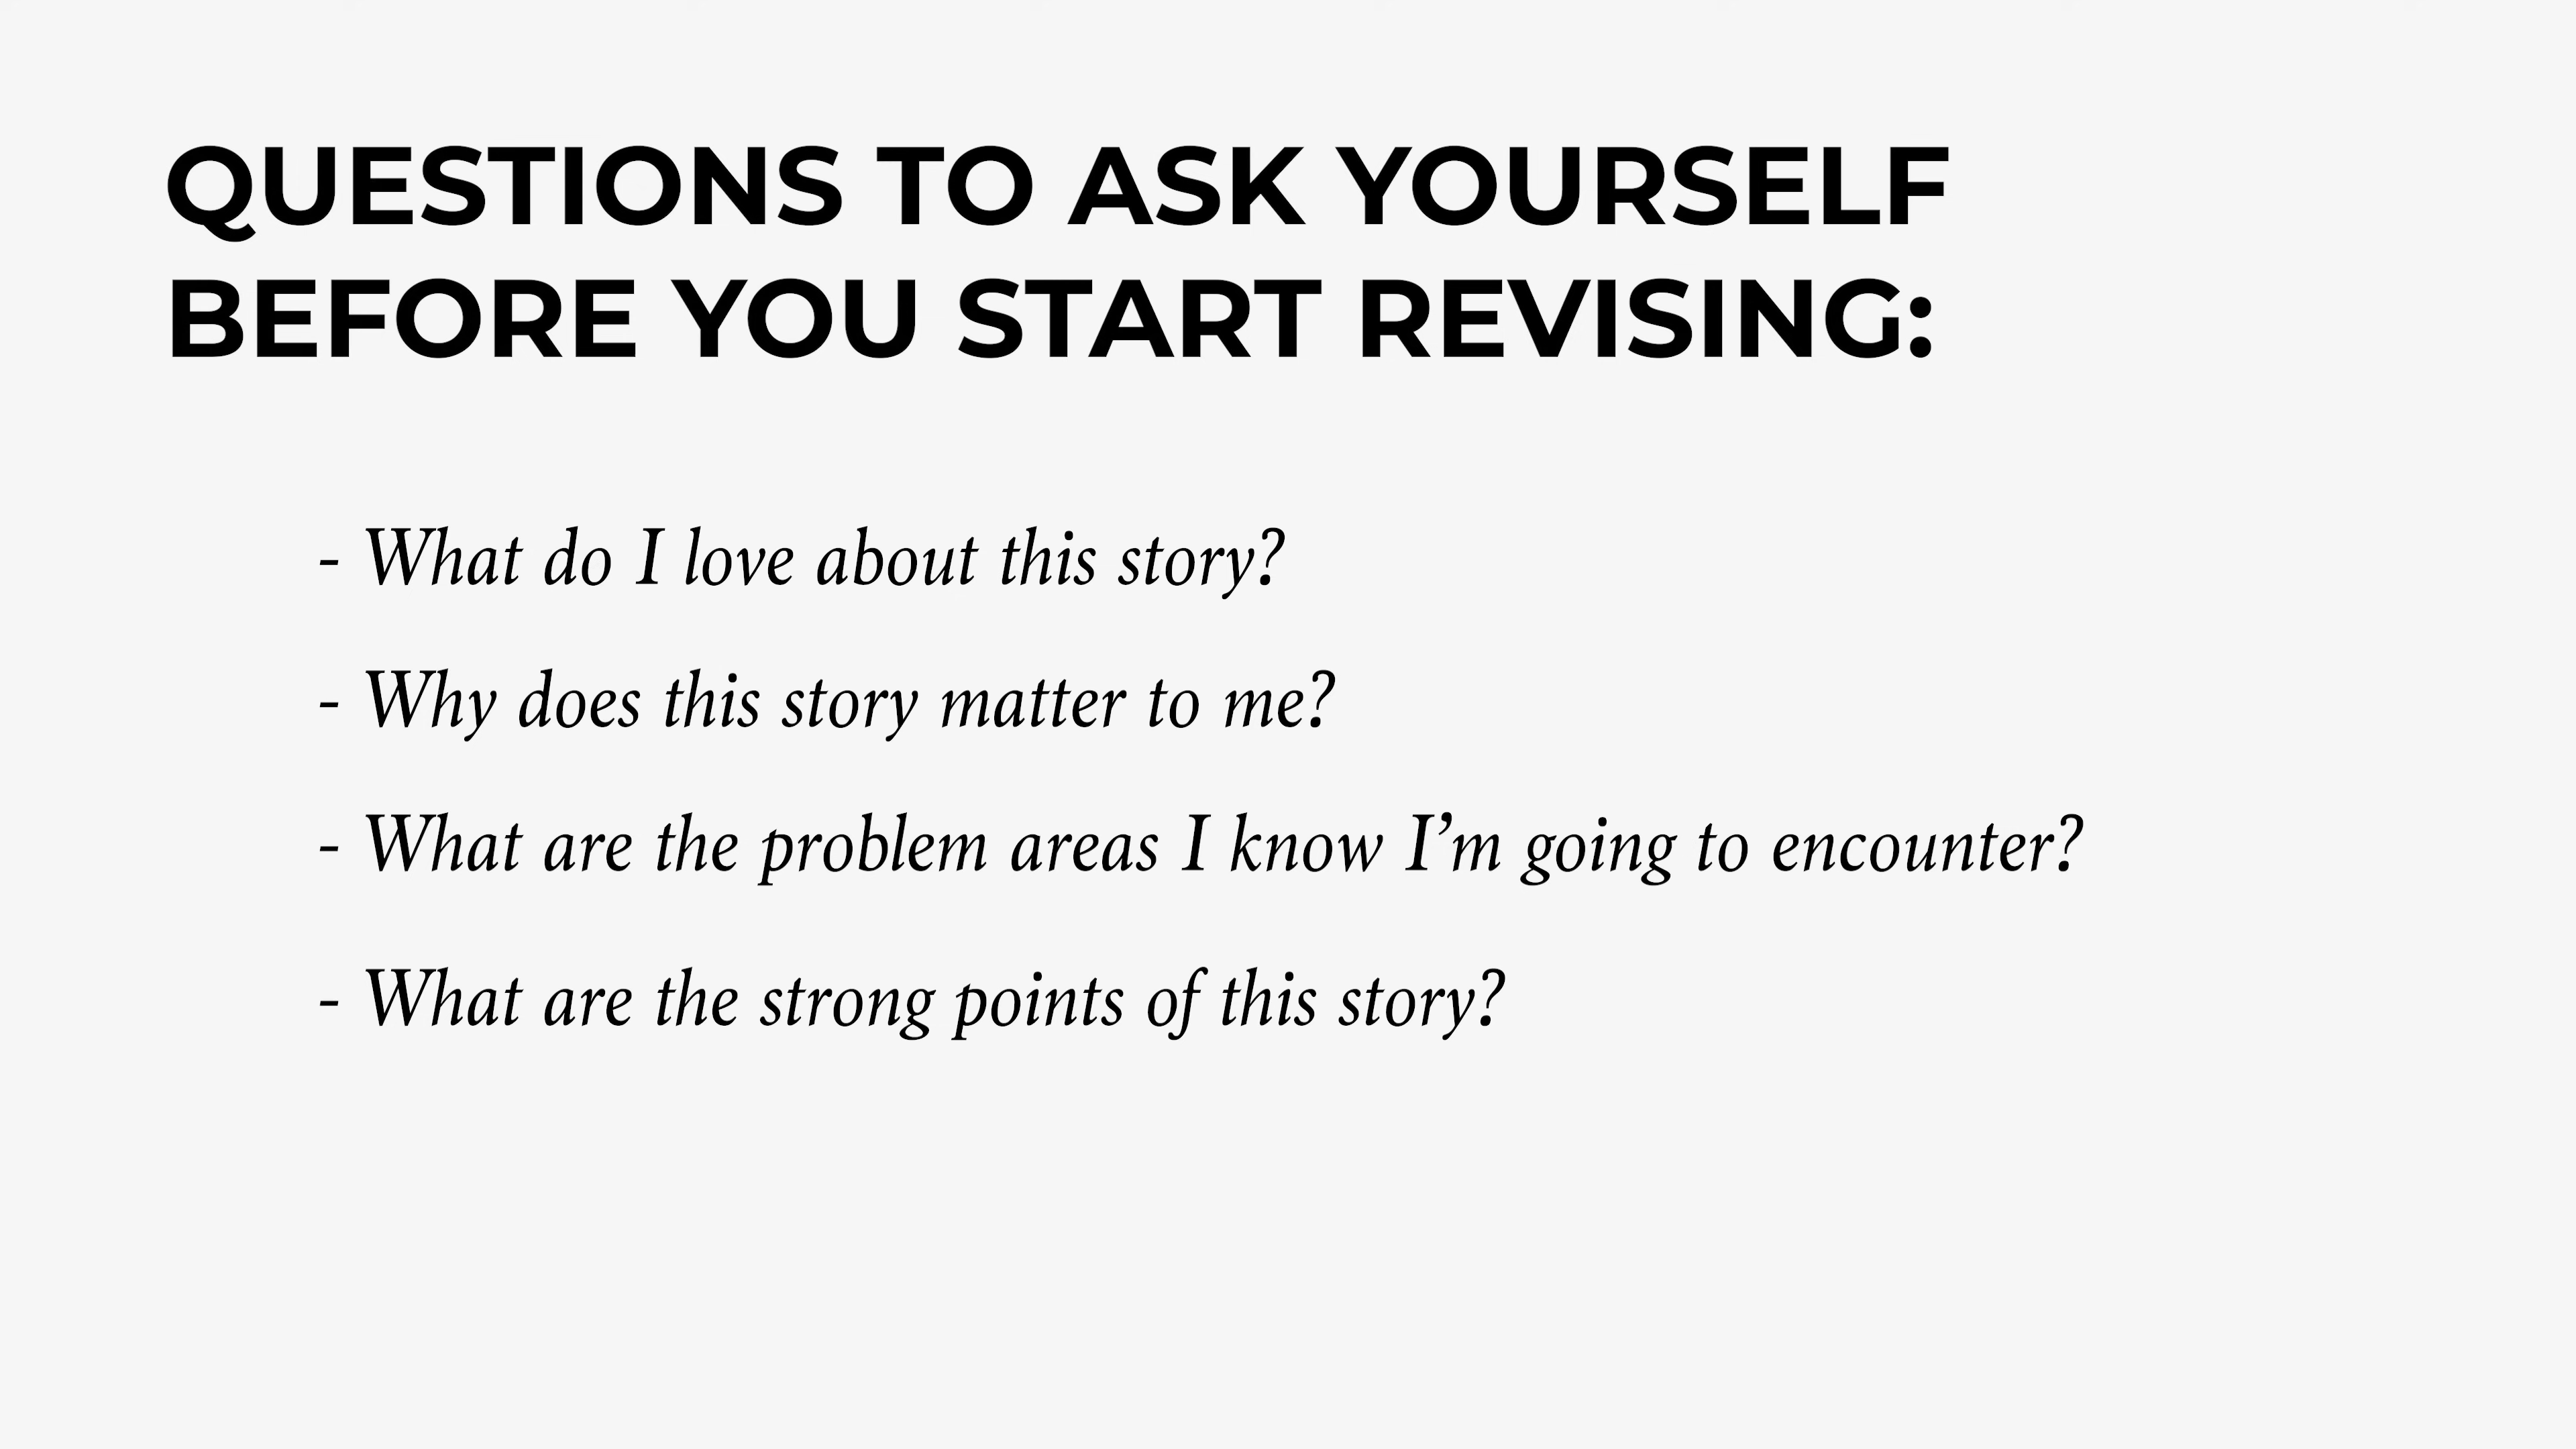 QUESTIONS TO ASK YOURSELF
BEFORE YOU START REVISING:
- What do I love about this story?
- Why does this story matter to me?
- What are the problem areas I know I’m going to encounter?
- What are the strong points of this story?